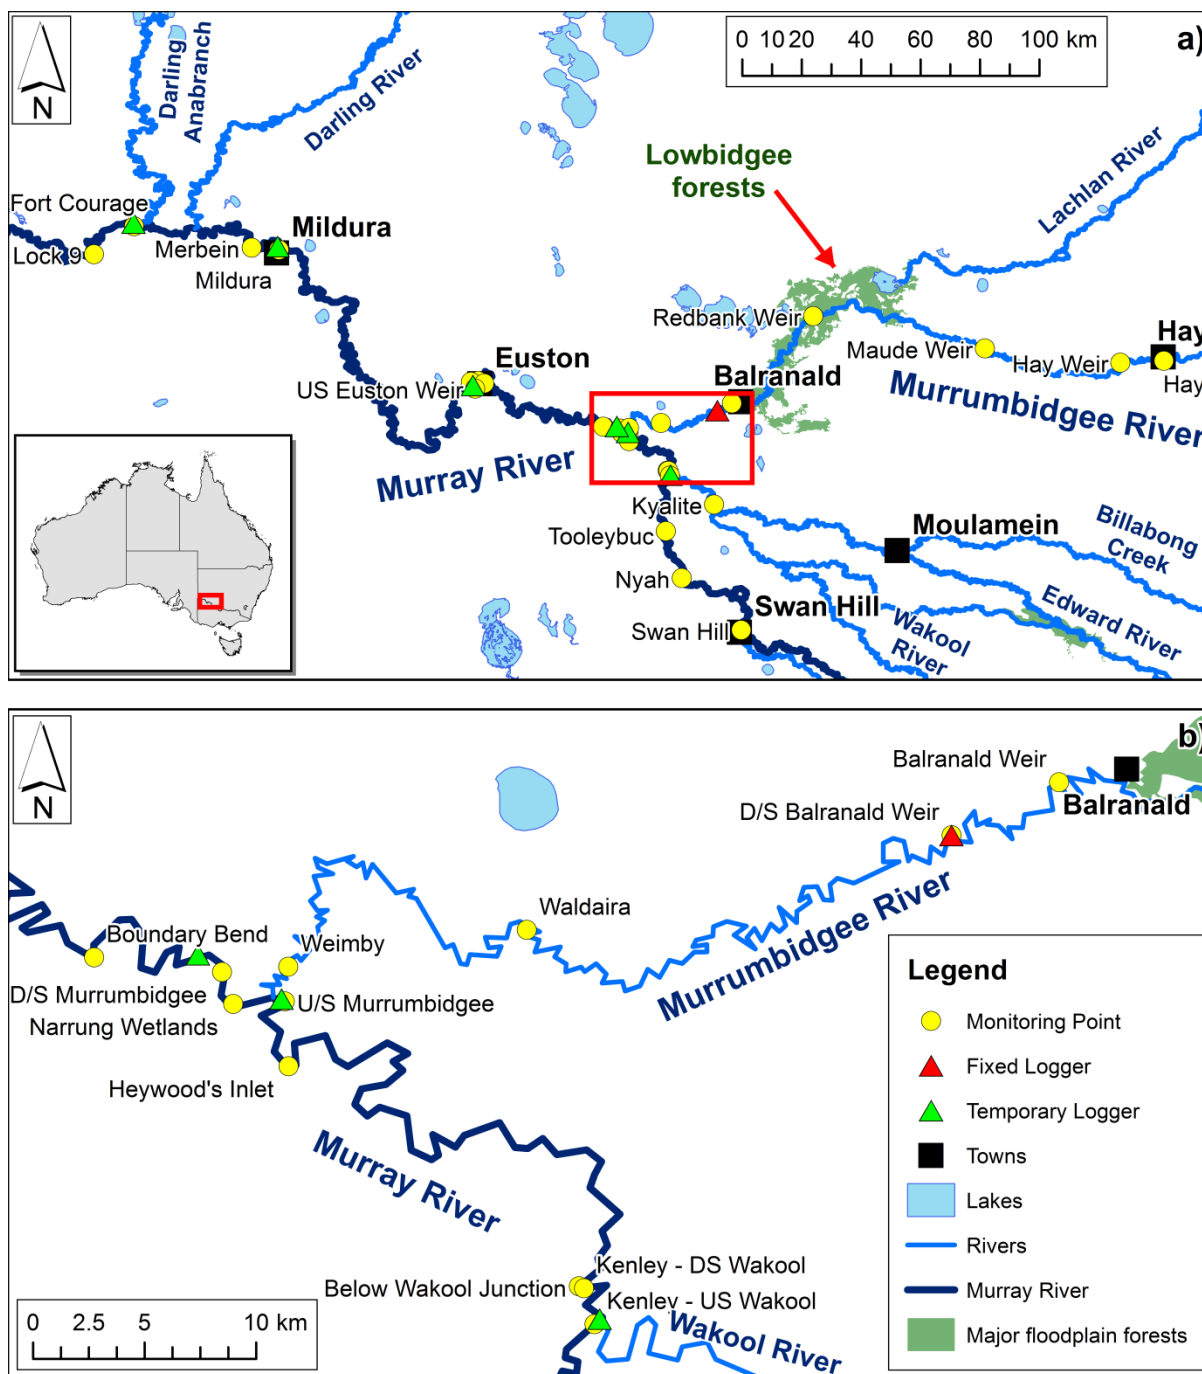 a)
0 10 20 40 60 80 100 km
N
Darling
Anabranch
Darling River
Lowbidgee
forests
Lachlan River
Fort Courage
Lock 9
Merbein
Mildura
Mildura
Redbank Weir
Maude Weir
Hay Weir
Hay
Hay
Euston
US Euston Weir
Balranald
Murrumbidgee River
Murray River
Kyalite
Tooleybuc
Nyah
Moulamein
Billabong
Creek
Swan Hill
Swan Hill
Wakool
River
Edward River
b)
N
Balranald Weir
Balranald
D/S Balranald Weir
Waldaira
Murrumbidgee River
Boundary Bend
Weimby
D/S Murrumbidgee
U/S Murrumbidgee
Narrung Wetlands
Heywood's Inlet
Murray River
Kenley - DS Wakool
Below Wakool Junction
Kenley - US Wakool
Wakool River
0 2.5 5 10 km
Legend
Monitoring Point
Fixed Logger
Temporary Logger
Towns
Lakes
Rivers
Murray River
Major floodplain forests